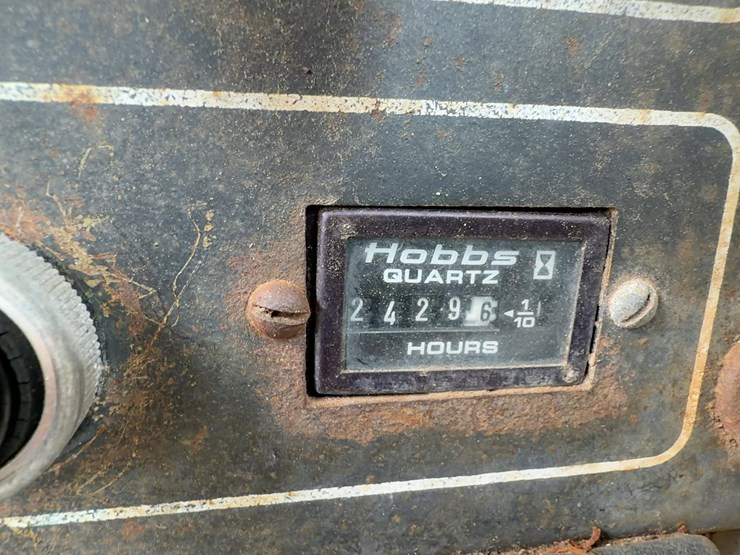 Hobbs
QUARTZ
2 4 2 9 6 ◄ 1/10
HOURS